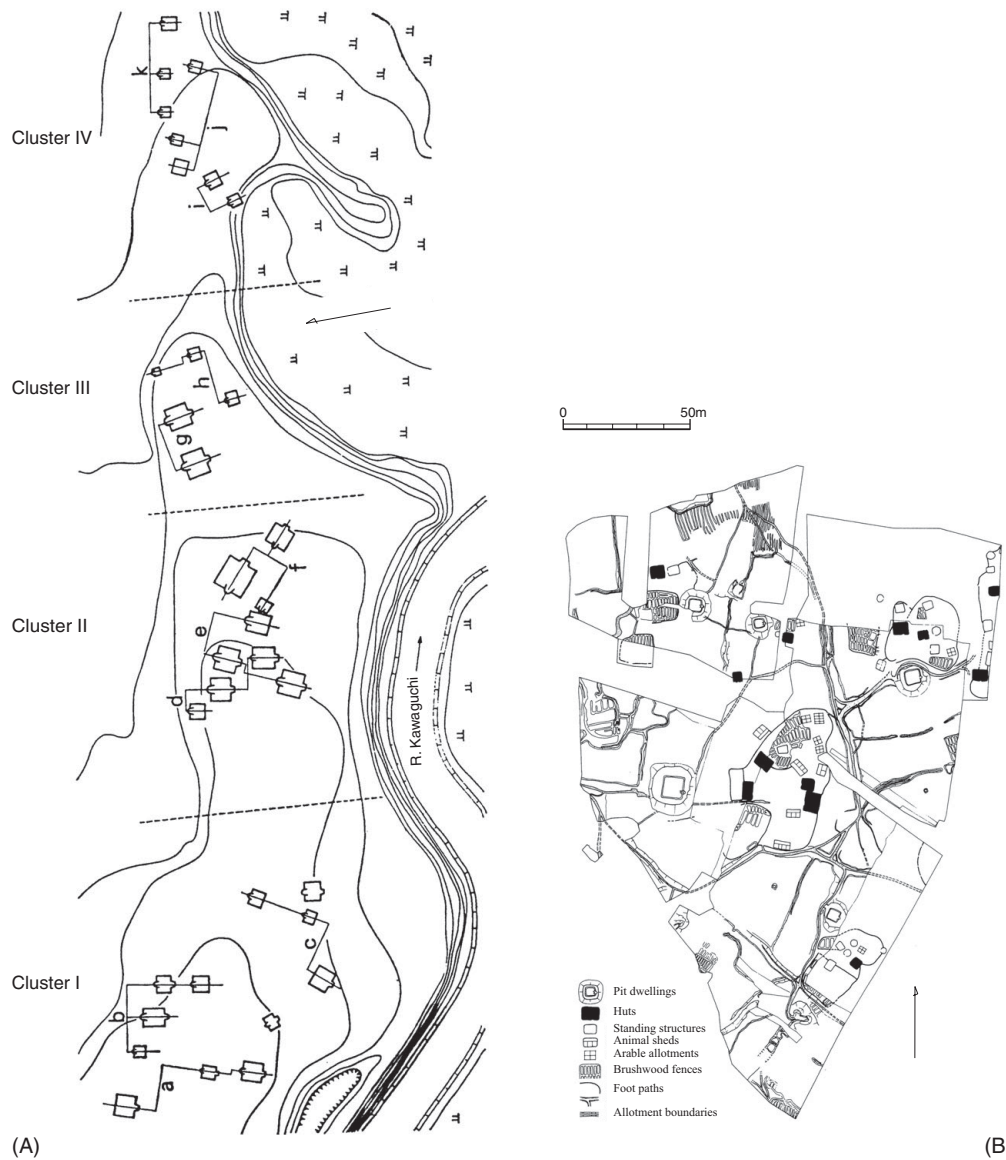 Cluster IV
k
j
i
Cluster III
h
g
Cluster II
f
e
d
R. Kawaguchi
Cluster I
c
b
a
(A)
0 50m
Pit dwellings
Huts
Standing structures
Animal sheds
Arable allotments
Brushwood fences
Foot paths
Allotment boundaries
(B